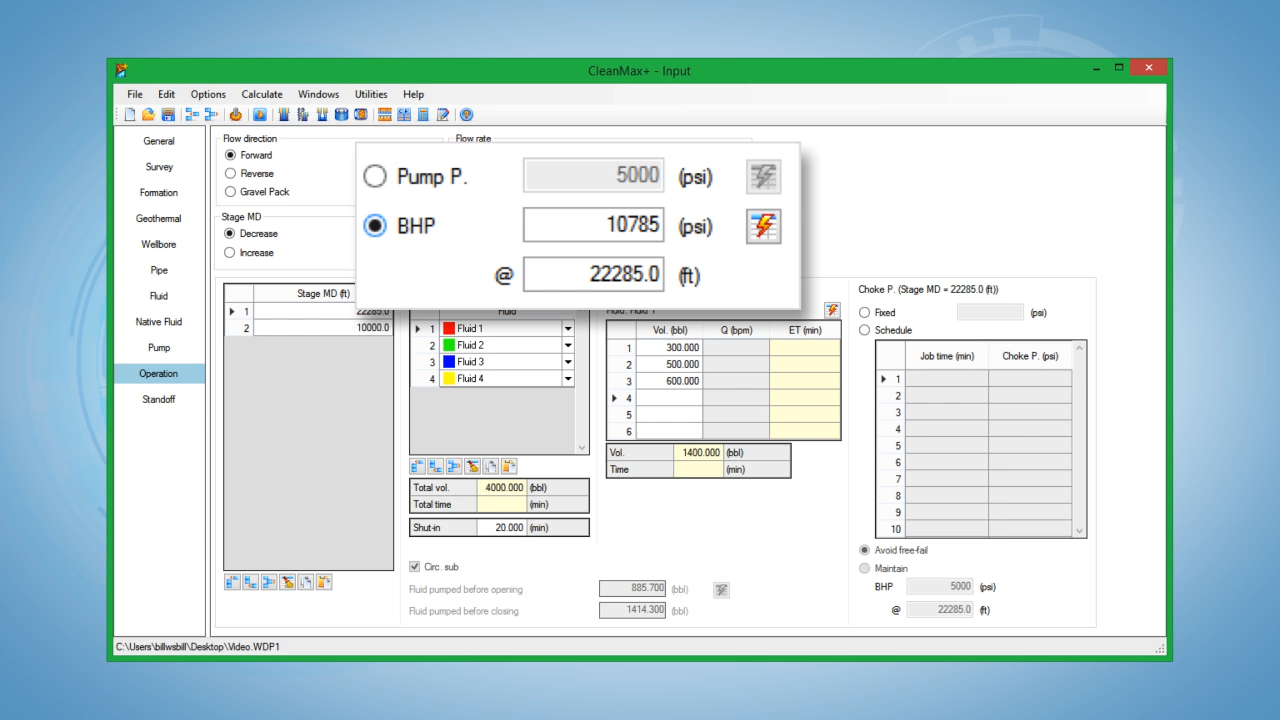 CleanMax+ - Input
File Edit Options Calculate Windows Utilities Help
General
Survey
Formation
Geothermal
Wellbore
Pipe
Fluid
Native Fluid
Pump
Operation
Standoff
Flow direction
Forward
Reverse
Gravel Pack
Flow rate
Pump P. 5000 (psi)
BHP 10785 (psi)
@ 22285.0 (ft)
Stage MD
Decrease
Increase
Stage MD (ft)
1 22285.0
2 10000.0
Fluid
1 Fluid 1
2 Fluid 2
3 Fluid 3
4 Fluid 4
Total vol. 4000.000 (bbl)
Total time (min)
Shut-in 20.000 (min)
Fluid: Fluid 1
Vol. (bbl) Q (bpm) ET (min)
1 300.000
2 500.000
3 600.000
4
5
6
Vol. 1400.000 (bbl)
Time (min)
Circ. sub
Fluid pumped before opening 885.700 (bbl)
Fluid pumped before closing 1414.300 (bbl)
Choke P. (Stage MD = 22285.0 (ft))
Fixed (psi)
Schedule
Job time (min) Choke P. (psi)
1
2
3
4
5
6
7
8
9
10
Avoid free-fail
Maintain
BHP 5000 (psi)
@ 22285.0 (ft)
C:\Users\billwsbill\Desktop\Video.WDP1